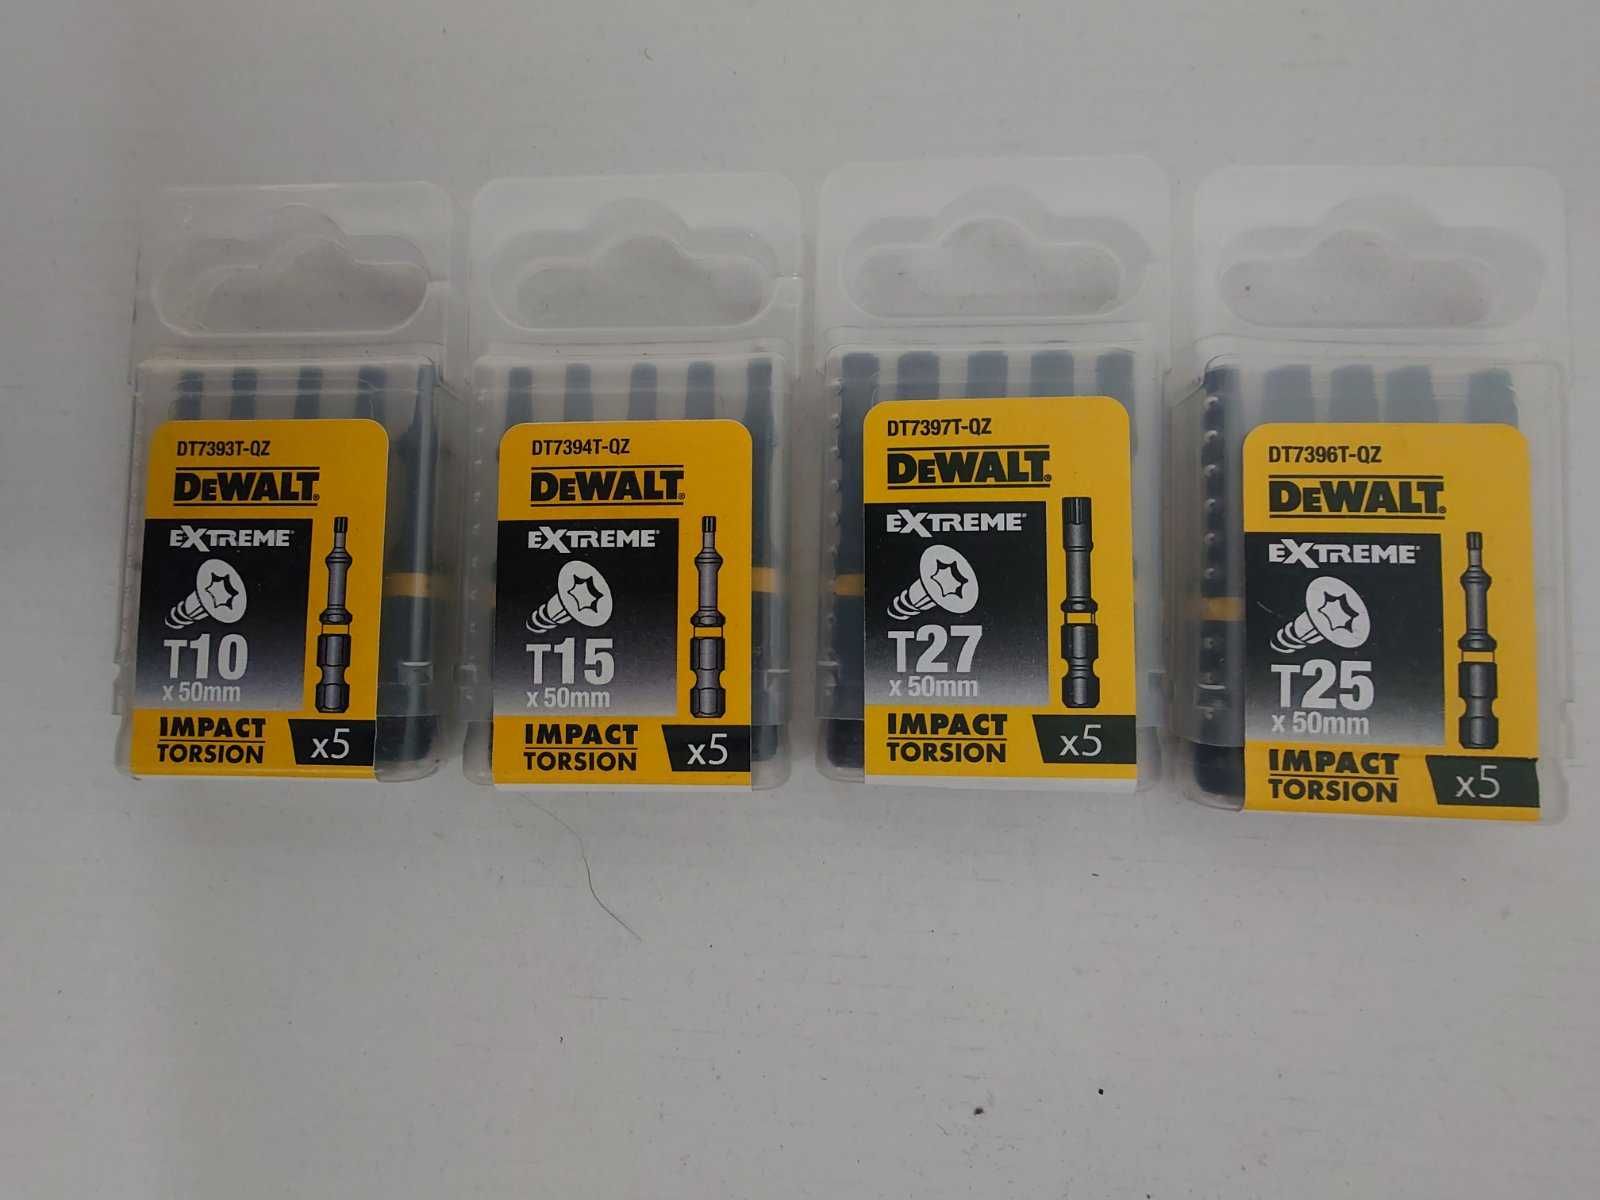 DT7393T-QZ
DEWALT
EXTREME
T10
x 50mm
IMPACT
TORSION
x5
DT7394T-QZ
DEWALT
EXTREME
T15
x 50mm
IMPACT
TORSION
x5
DT7397T-QZ
DEWALT
EXTREME
T27
x 50mm
IMPACT
TORSION
x5
DT7396T-QZ
DEWALT
EXTREME
T25
x 50mm
IMPACT
TORSION
x5